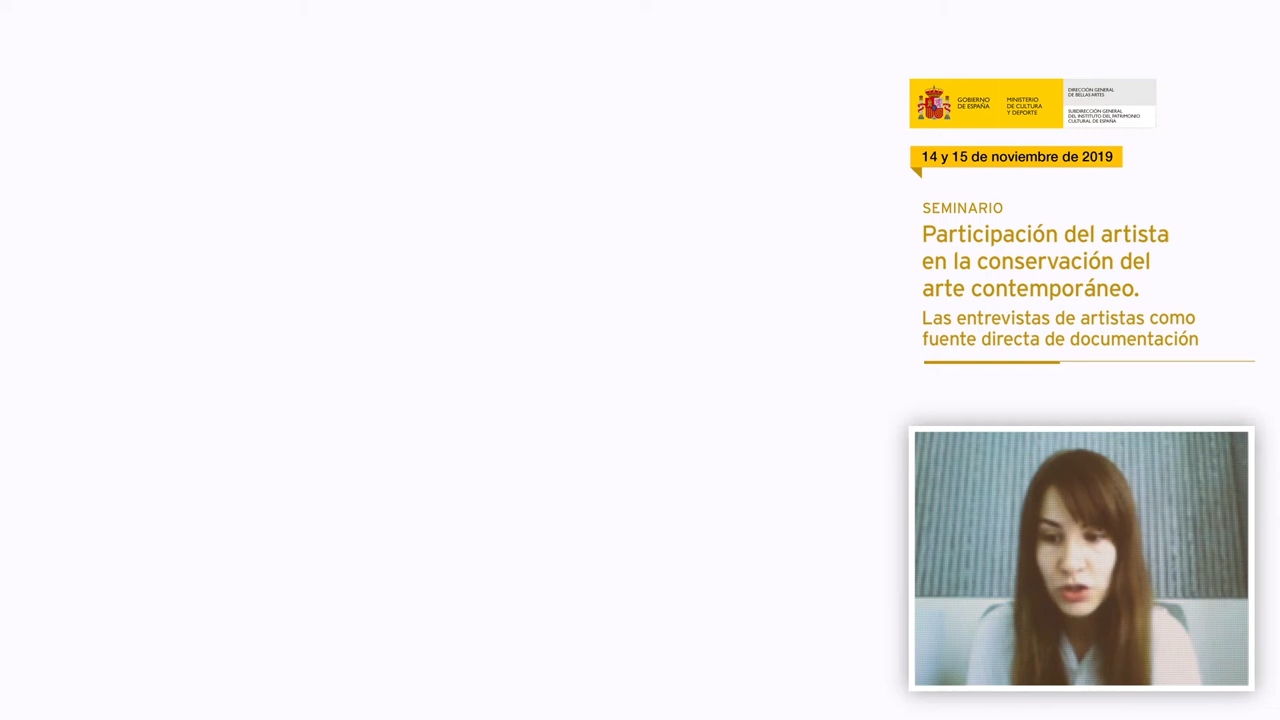 GOBIERNO
DE ESPAÑA
MINISTERIO
DE CULTURA
Y DEPORTE
DIRECCIÓN GENERAL
DE BELLAS ARTES
SUBDIRECCIÓN GENERAL
DEL INSTITUTO DEL PATRIMONIO
CULTURAL DE ESPAÑA
14 y 15 de noviembre de 2019
SEMINARIO
Participación del artista
en la conservación del
arte contemporáneo.
Las entrevistas de artistas como
fuente directa de documentación